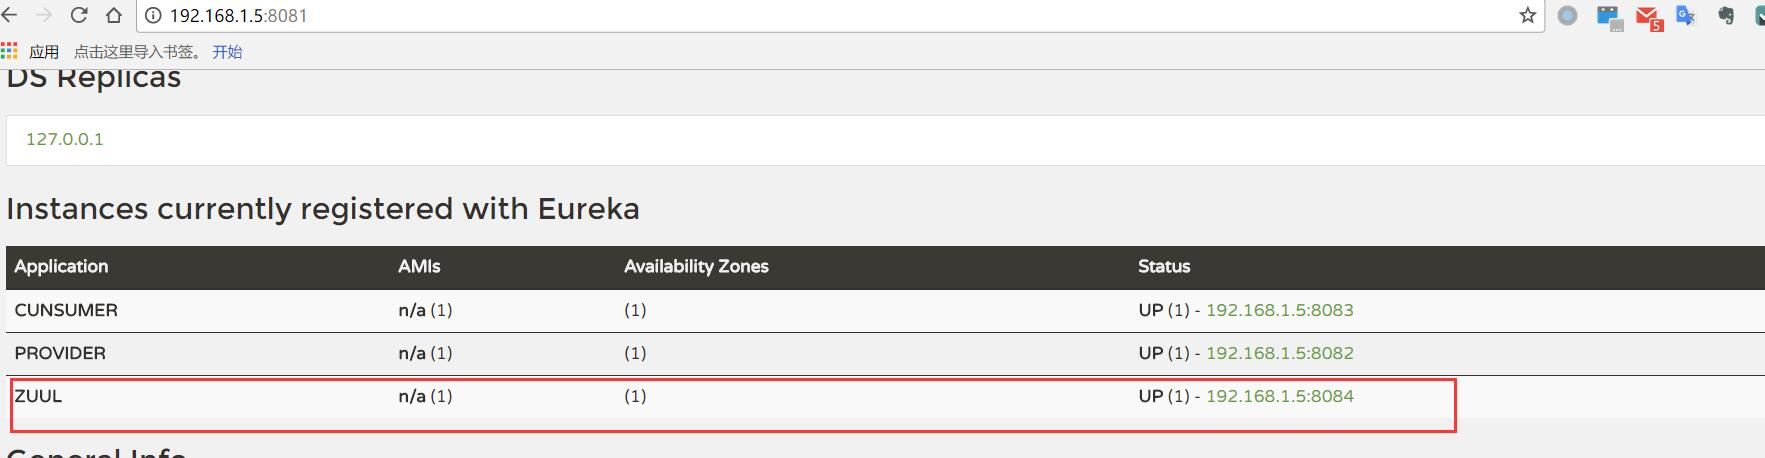 192.168.1.5:8081
5
应用 点击这里导入书签。 开始
DS Replicas
127.0.0.1
Instances currently registered with Eureka
Application AMIs Availability Zones Status
CUNSUMER n/a (1) (1) UP (1) - 192.168.1.5:8083
PROVIDER n/a (1) (1) UP (1) - 192.168.1.5:8082
ZUUL n/a (1) (1) UP (1) - 192.168.1.5:8084
General Info